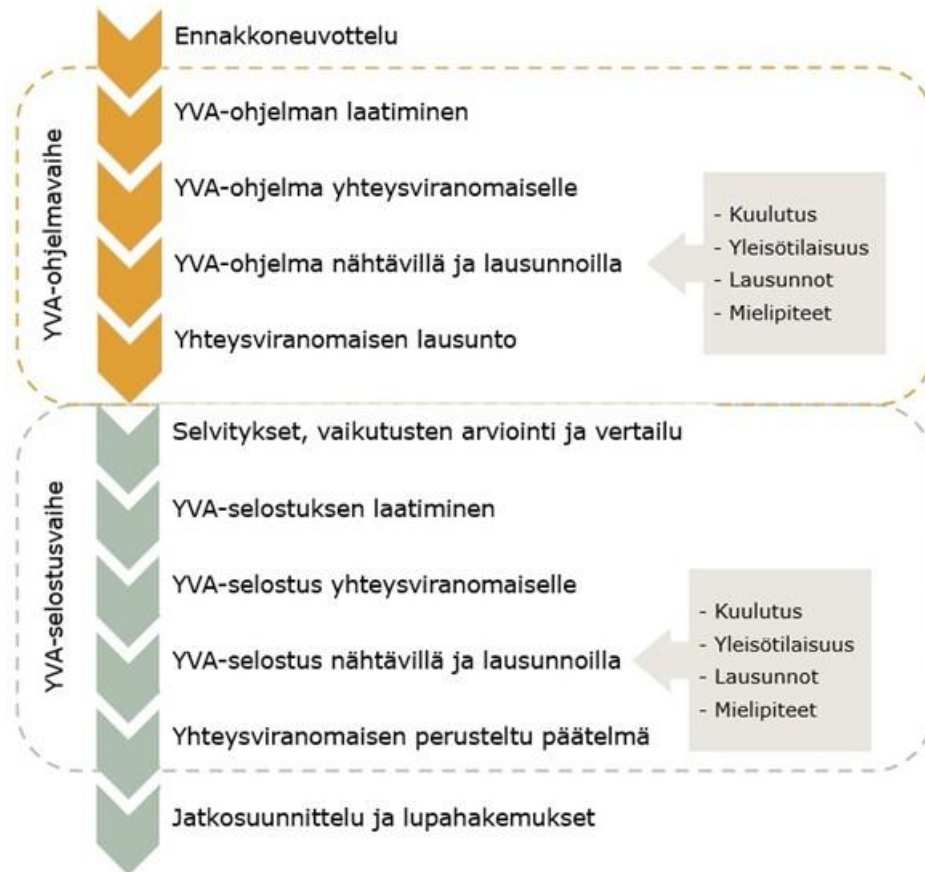 Ennakkoneuvottelu
YVA-ohjelmavaihe
YVA-ohjelman laatiminen
YVA-ohjelma yhteysviranomaiselle
YVA-ohjelma nähtävillä ja lausunnoilla
- Kuulutus
- Yleisötilaisuus
- Lausunnot
- Mielipiteet
Yhteysviranomaisen lausunto
YVA-selostusvaihe
Selvitykset, vaikutusten arviointi ja vertailu
YVA-selostuksen laatiminen
YVA-selostus yhteysviranomaiselle
YVA-selostus nähtävillä ja lausunnoilla
- Kuulutus
- Yleisötilaisuus
- Lausunnot
- Mielipiteet
Yhteysviranomaisen perusteltu päätelmä
Jatkosuunnittelu ja lupahakemukset